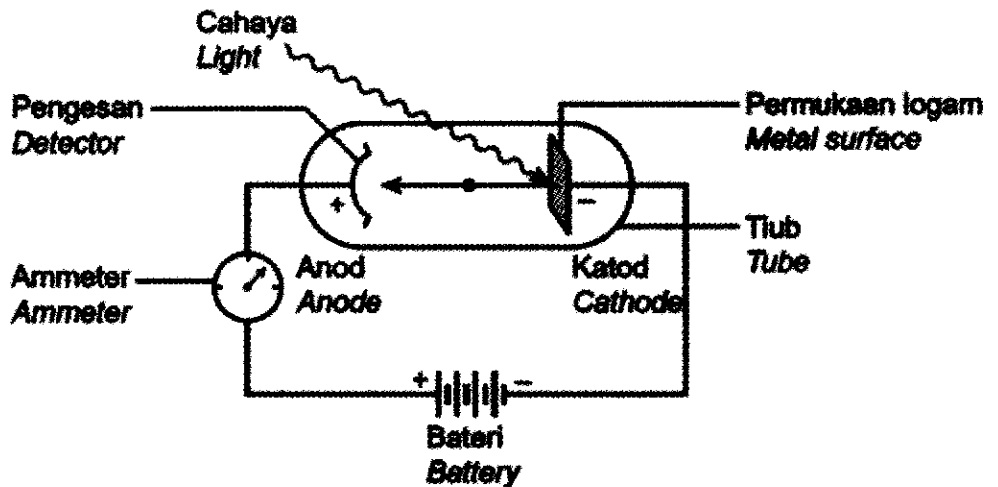 Cahaya
Light
Pengesan
Detector
Permukaan logam
Metal surface
+
−
Tiub
Tube
Ammeter
Ammeter
Anod
Anode
Katod
Cathode
+
−
Bateri
Battery